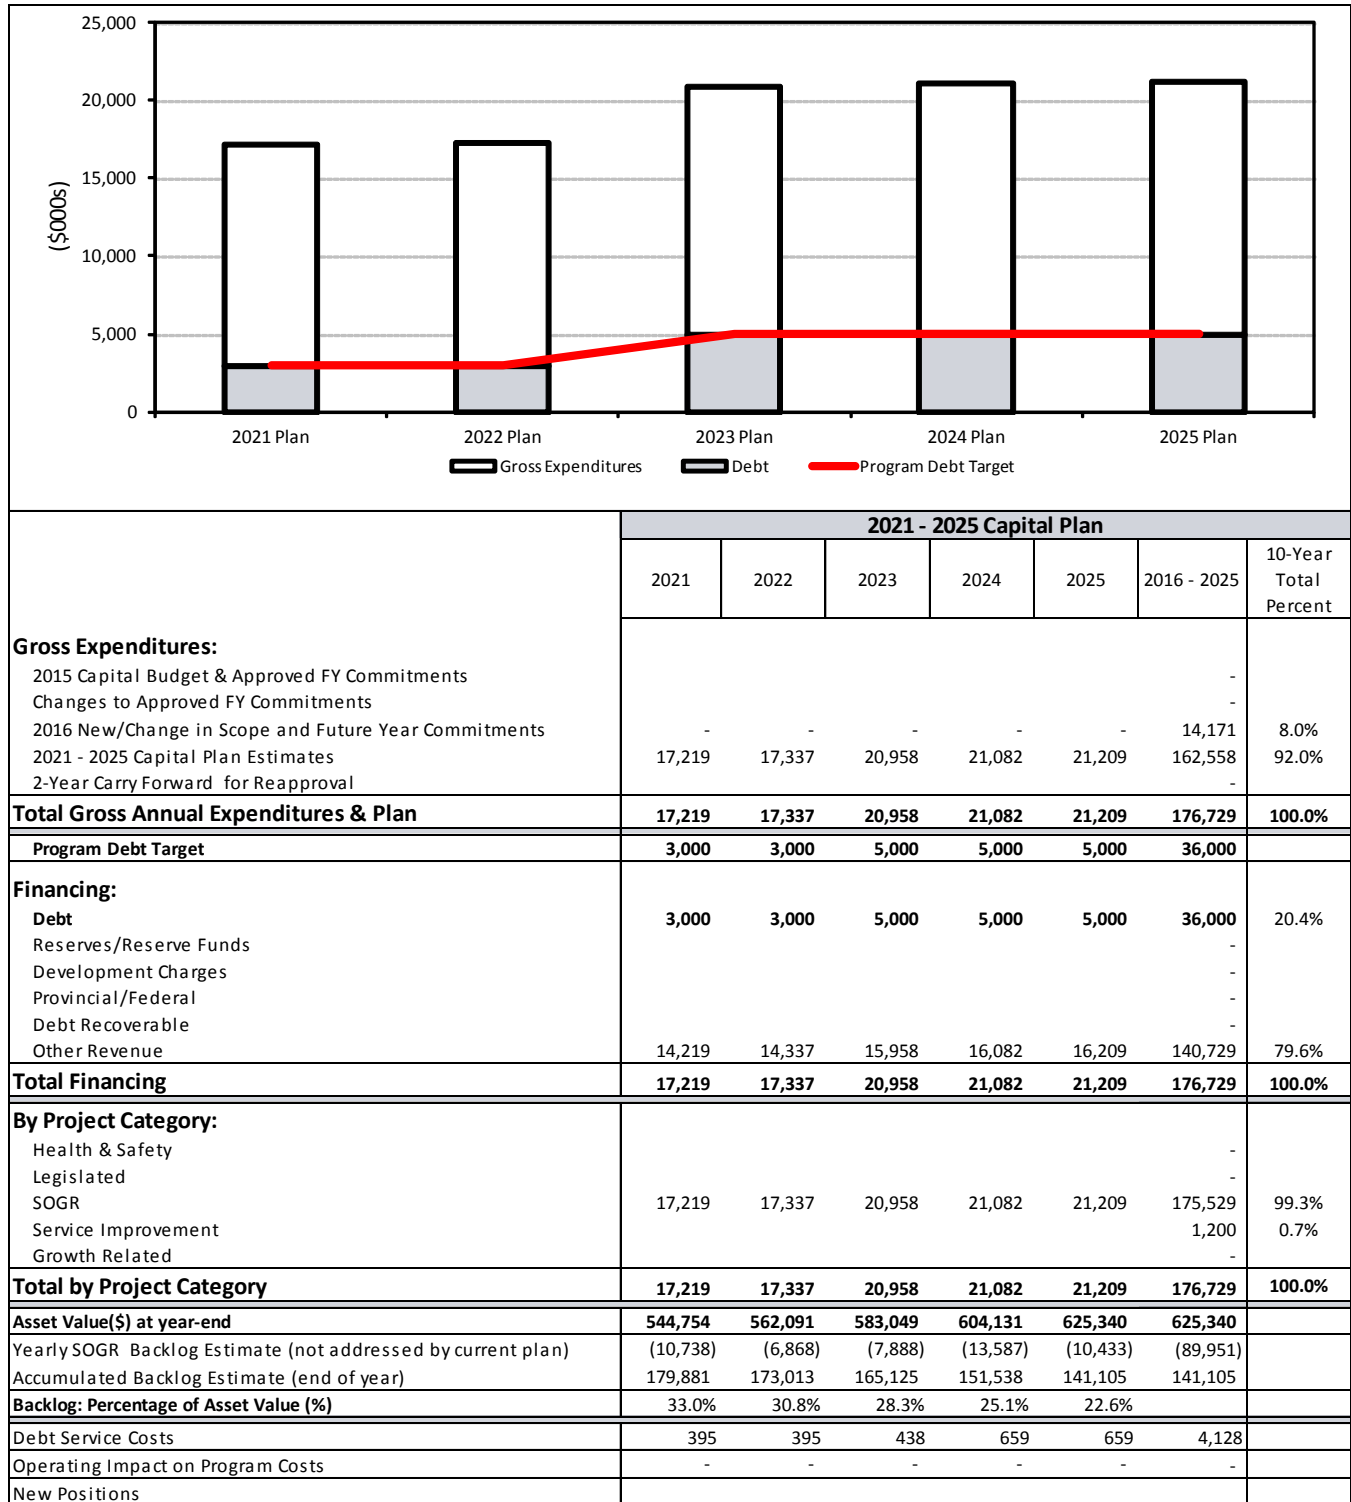 25,000
20,000
15,000
10,000
5,000
0
($000s)
2021 Plan 2022 Plan 2023 Plan 2024 Plan 2025 Plan
Gross Expenditures Debt Program Debt Target
2021 - 2025 Capital Plan
2021 2022 2023 2024 2025 2016 - 2025 10-Year Total Percent
Gross Expenditures:
2015 Capital Budget & Approved FY Commitments -
Changes to Approved FY Commitments -
2016 New/Change in Scope and Future Year Commitments - - - - - 14,171 8.0%
2021 - 2025 Capital Plan Estimates 17,219 17,337 20,958 21,082 21,209 162,558 92.0%
2-Year Carry Forward for Reapproval -
Total Gross Annual Expenditures & Plan 17,219 17,337 20,958 21,082 21,209 176,729 100.0%
Program Debt Target 3,000 3,000 5,000 5,000 5,000 36,000
Financing:
Debt 3,000 3,000 5,000 5,000 5,000 36,000 20.4%
Reserves/Reserve Funds -
Development Charges -
Provincial/Federal -
Debt Recoverable -
Other Revenue 14,219 14,337 15,958 16,082 16,209 140,729 79.6%
Total Financing 17,219 17,337 20,958 21,082 21,209 176,729 100.0%
By Project Category:
Health & Safety -
Legislated -
SOGR 17,219 17,337 20,958 21,082 21,209 175,529 99.3%
Service Improvement 1,200 0.7%
Growth Related -
Total by Project Category 17,219 17,337 20,958 21,082 21,209 176,729 100.0%
Asset Value($) at year-end 544,754 562,091 583,049 604,131 625,340 625,340
Yearly SOGR Backlog Estimate (not addressed by current plan) (10,738) (6,868) (7,888) (13,587) (10,433) (89,951)
Accumulated Backlog Estimate (end of year) 179,881 173,013 165,125 151,538 141,105 141,105
Backlog: Percentage of Asset Value (%) 33.0% 30.8% 28.3% 25.1% 22.6%
Debt Service Costs 395 395 438 659 659 4,128
Operating Impact on Program Costs - - - - - -
New Positions